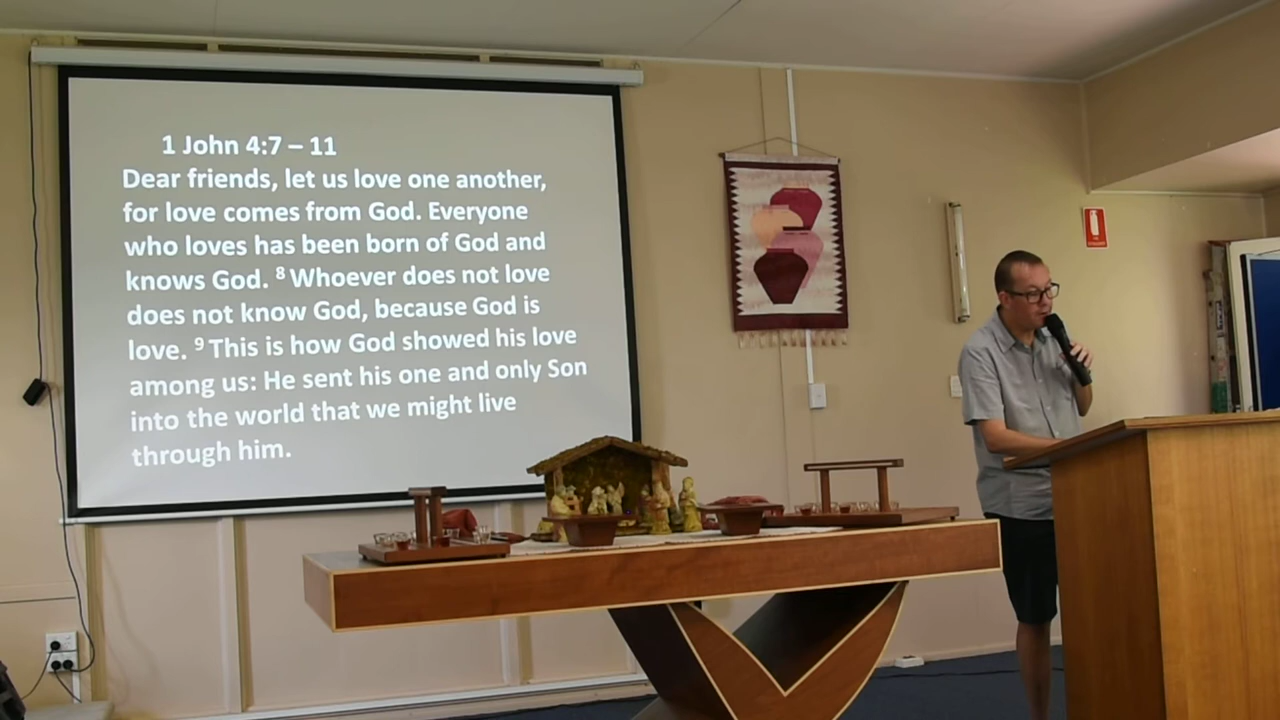 1 John 4:7 – 11
Dear friends, let us love one another,
for love comes from God. Everyone
who loves has been born of God and
knows God. ⁸ Whoever does not love
does not know God, because God is
love. ⁹ This is how God showed his love
among us: He sent his one and only Son
into the world that we might live
through him.